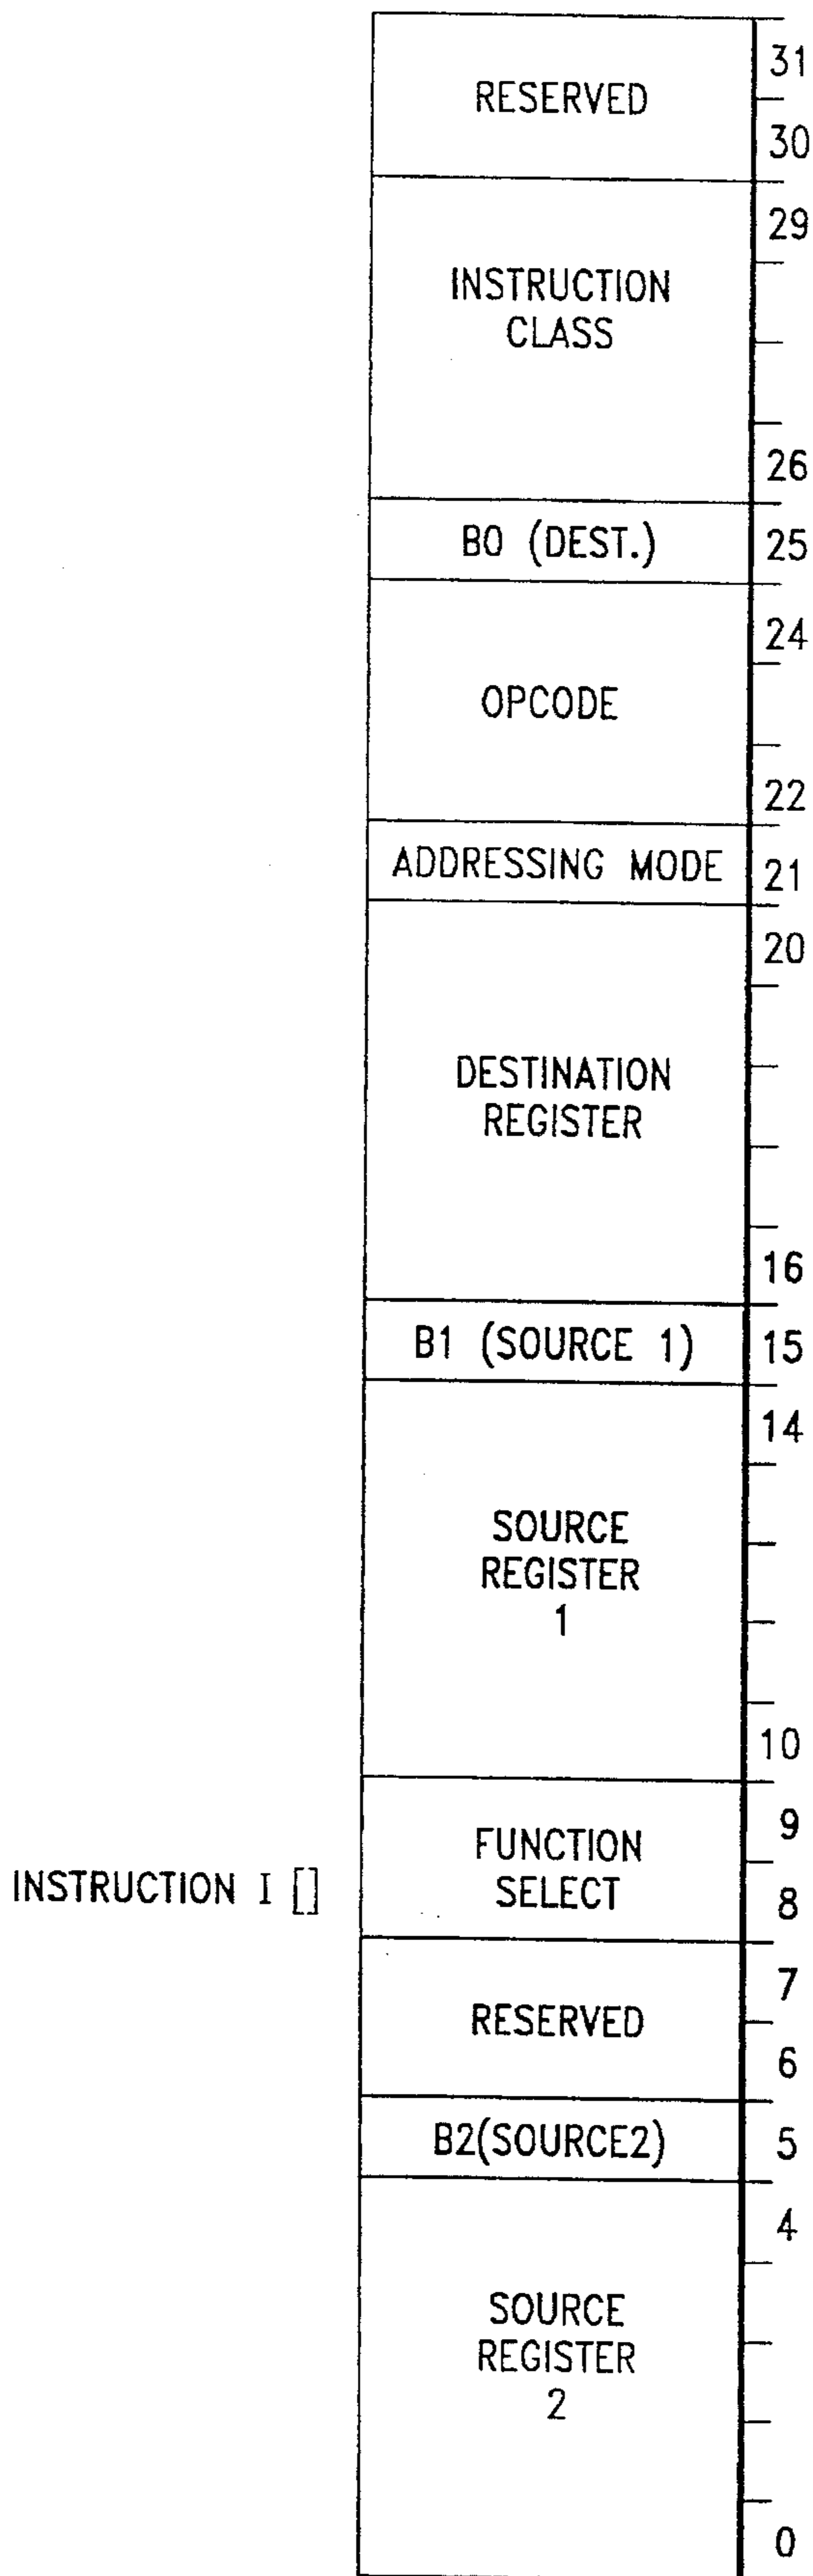 31
RESERVED
30
29
INSTRUCTION
CLASS
26
B0 (DEST.)
25
24
OPCODE
22
ADDRESSING MODE
21
20
DESTINATION
REGISTER
16
B1 (SOURCE 1)
15
14
SOURCE
REGISTER
1
10
9
FUNCTION
SELECT
8
INSTRUCTION I []
7
RESERVED
6
B2(SOURCE2)
5
4
SOURCE
REGISTER
2
0